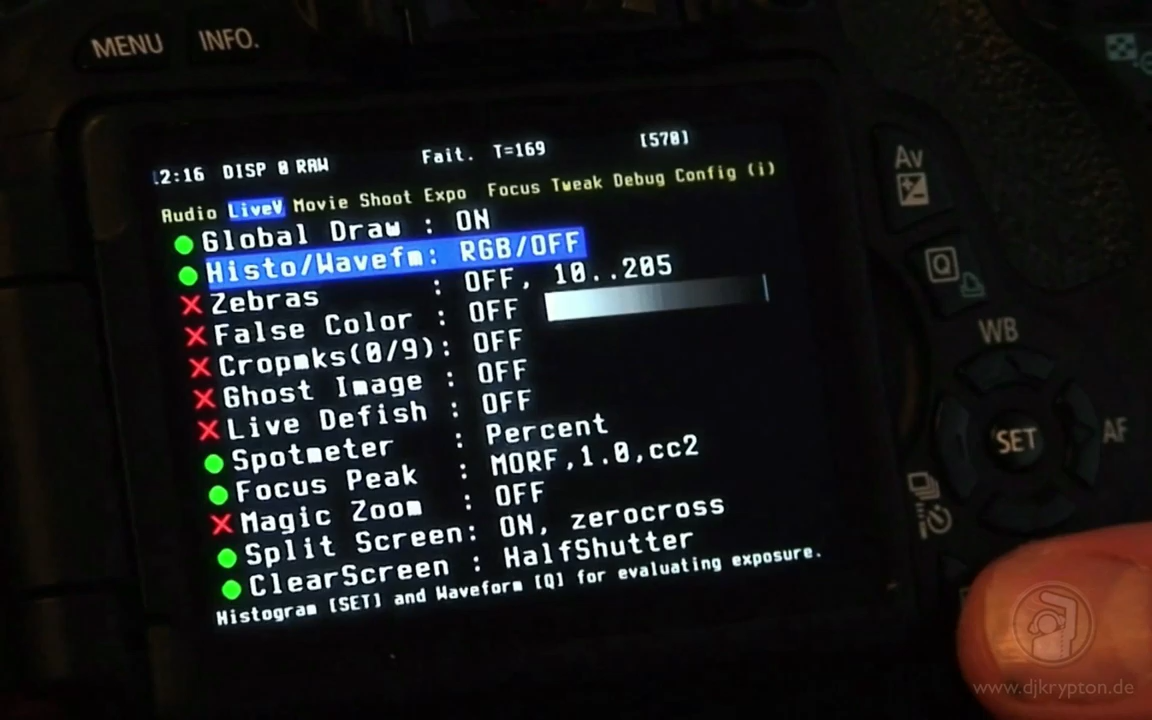 MENU INFO.
2:16 DISP 0 RAW Fait. T=169 [570]
Audio LiveV Movie Shoot Expo Focus Tweak Debug Config (i)
Global Draw : ON
Histo/Wavefm: RGB/OFF
Zebras : OFF, 10..205
False Color : OFF
Cropmks(0/9): OFF
Ghost Image : OFF
Live Defish : OFF
Spotmeter : Percent
Focus Peak : MORF,1.0,cc2
Magic Zoom : OFF
Split Screen: ON, zerocross
ClearScreen : HalfShutter
Histogram [SET] and Waveform [Q] for evaluating exposure.
Av
Q
WB
SET
AF
www.djkrypton.de